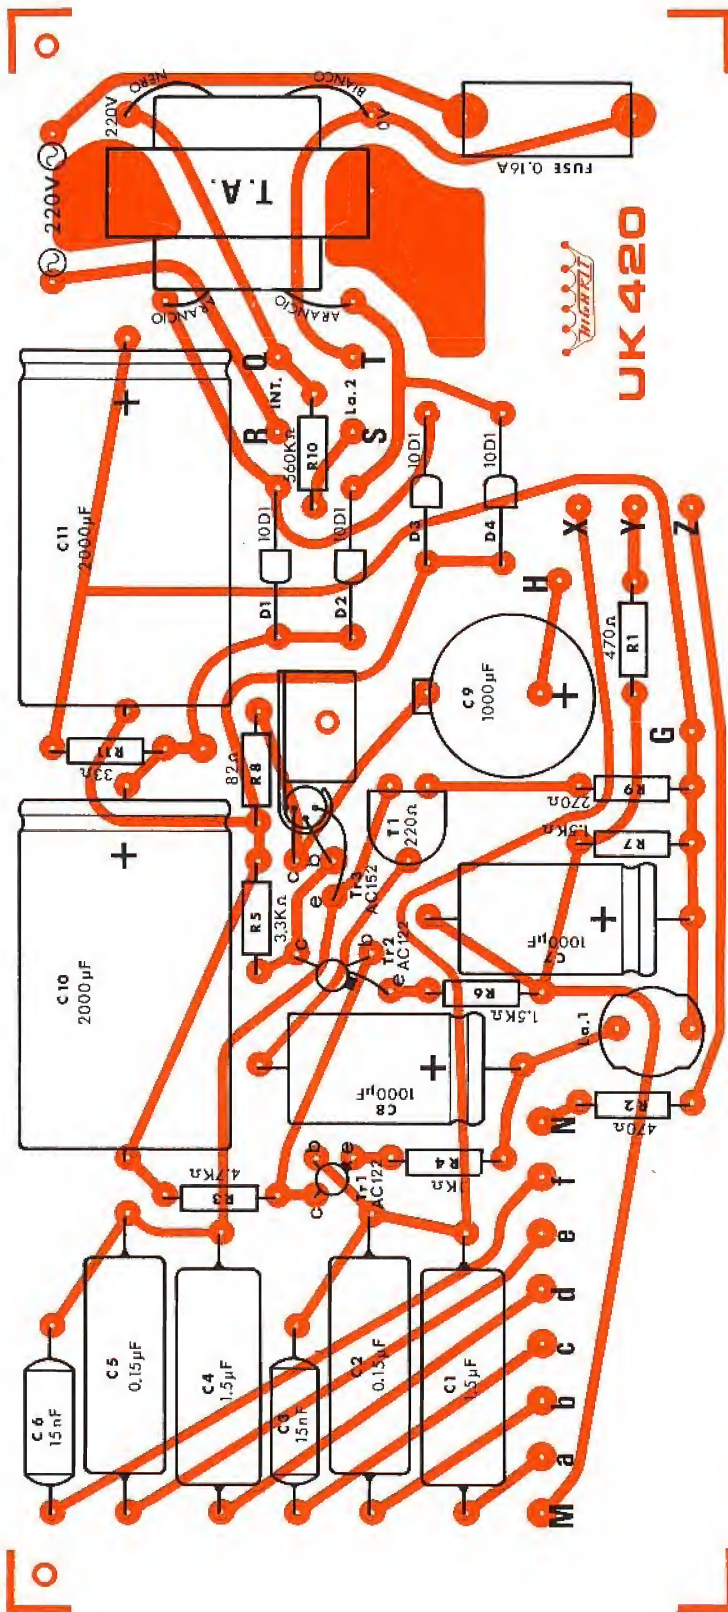 220V
220V
NERO
BIANCO
0V
T.A.
ARANCIO
ARANCIO
FUSE 0.16A
HIGH KIT
UK 420
C11
2000µF
+
R
Q
INT.
560KΩ
R10
La.2
S
T
D1
10D1
D2
10D1
D3
10D1
D4
10D1
X
Y
Z
H
470Ω
R1
G
C9
1000µF
+
R11
33Ω
82Ω
R8
C10
2000µF
+
R5
3.3KΩ
c
b
e
Tr3
AC152
T1
220Ω
R9
270Ω
R7
1.5KΩ
c
b
e
Tr2
AC122
C7
1000µF
+
R6
1.5KΩ
La.1
C8
1000µF
+
R2
470Ω
N
R3
4.7KΩ
c
b
e
Tr1
AC122
R4
1KΩ
C6
15nF
C5
0.15µF
C4
1.5µF
C3
15nF
C2
0.15µF
C1
1.5µF
M
a
b
c
d
e
f